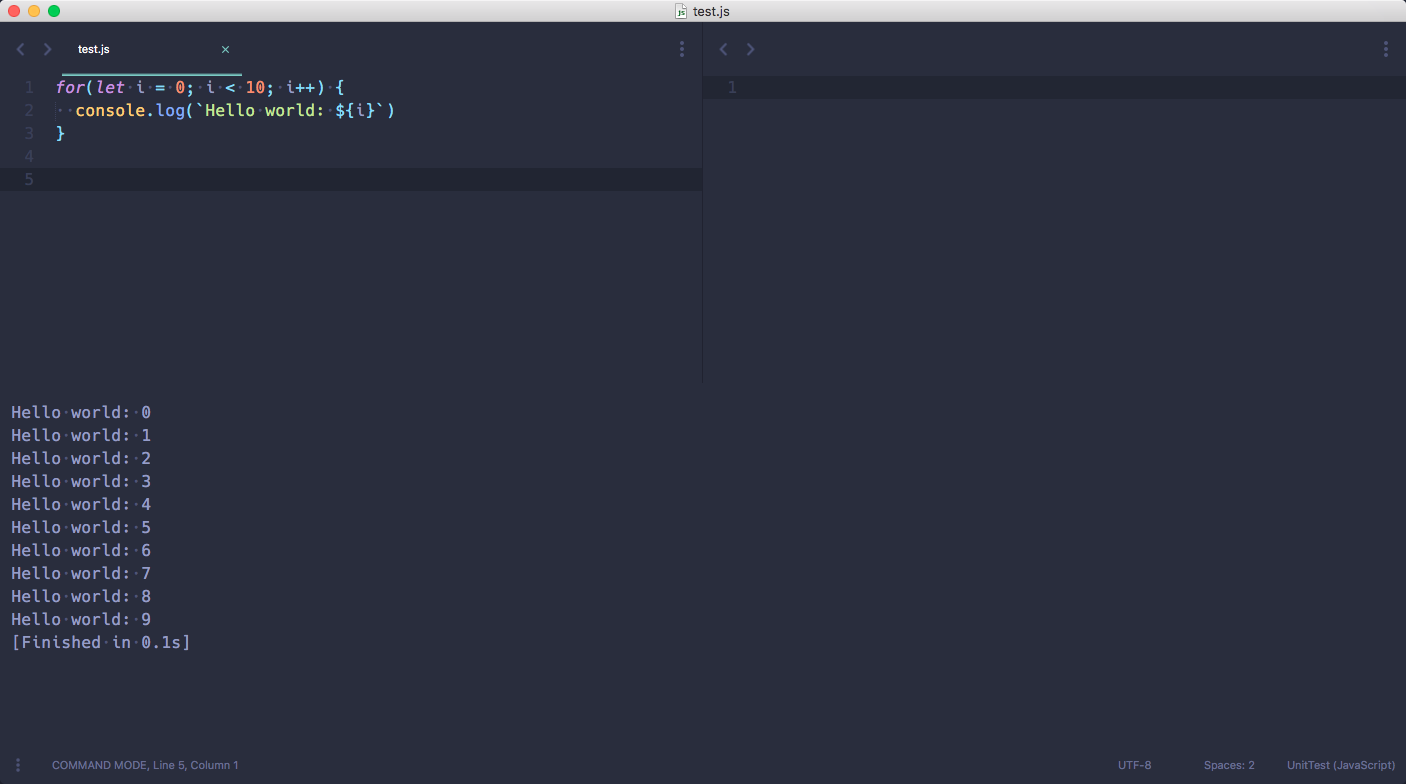 test.js
test.js ×
1 for(let i = 0; i < 10; i++) {
2   console.log(`Hello world: ${i}`)
3 }
4
5
1
Hello world: 0
Hello world: 1
Hello world: 2
Hello world: 3
Hello world: 4
Hello world: 5
Hello world: 6
Hello world: 7
Hello world: 8
Hello world: 9
[Finished in 0.1s]
COMMAND MODE, Line 5, Column 1 UTF-8 Spaces: 2 UnitTest (JavaScript)